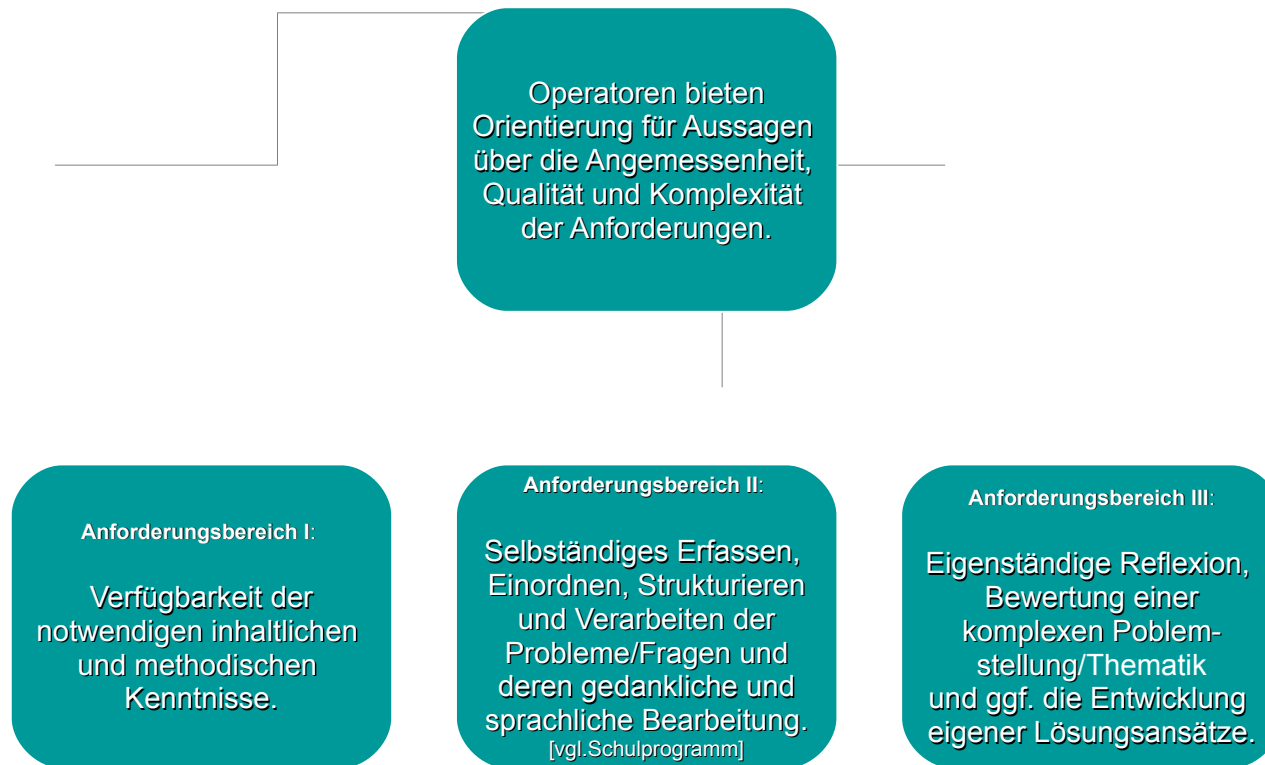 Operatoren bieten
Orientierung für Aussagen
über die Angemessenheit,
Qualität und Komplexität
der Anforderungen.
Anforderungsbereich I:
Verfügbarkeit der
notwendigen inhaltlichen
und methodischen
Kenntnisse.
Anforderungsbereich II:
Selbständiges Erfassen,
Einordnen, Strukturieren
und Verarbeiten der
Probleme/Fragen und
deren gedankliche und
sprachliche Bearbeitung.
[vgl.Schulprogramm]
Anforderungsbereich III:
Eigenständige Reflexion,
Bewertung einer
komplexen Poblem-
stellung/Thematik
und ggf. die Entwicklung
eigener Lösungsansätze.